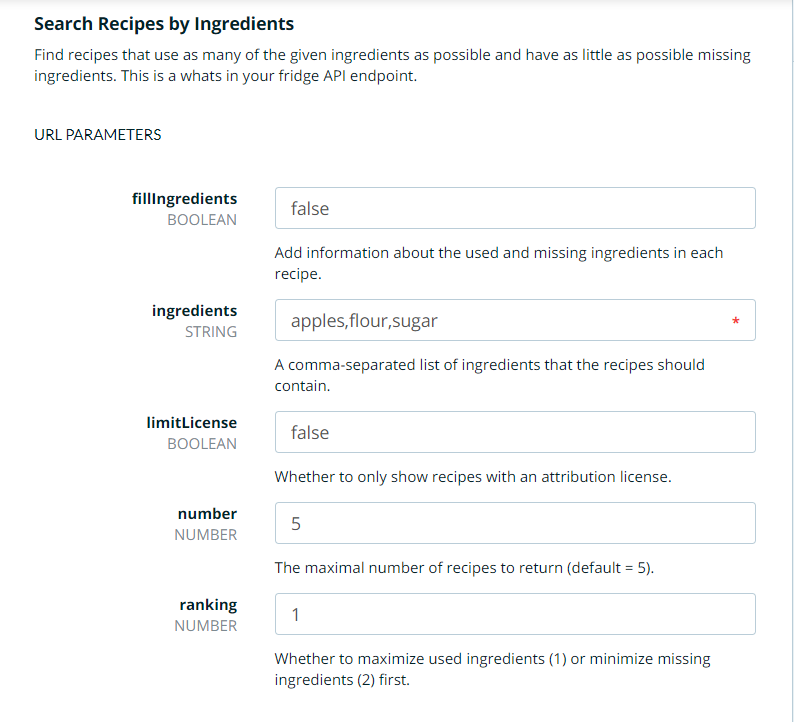 Search Recipes by Ingredients
Find recipes that use as many of the given ingredients as possible and have as little as possible missing
ingredients. This is a whats in your fridge API endpoint.
URL PARAMETERS
fillIngredients
BOOLEAN
false
Add information about the used and missing ingredients in each
recipe.
ingredients
STRING
apples,flour,sugar *
A comma-separated list of ingredients that the recipes should
contain.
limitLicense
BOOLEAN
false
Whether to only show recipes with an attribution license.
number
NUMBER
5
The maximal number of recipes to return (default = 5).
ranking
NUMBER
1
Whether to maximize used ingredients (1) or minimize missing
ingredients (2) first.